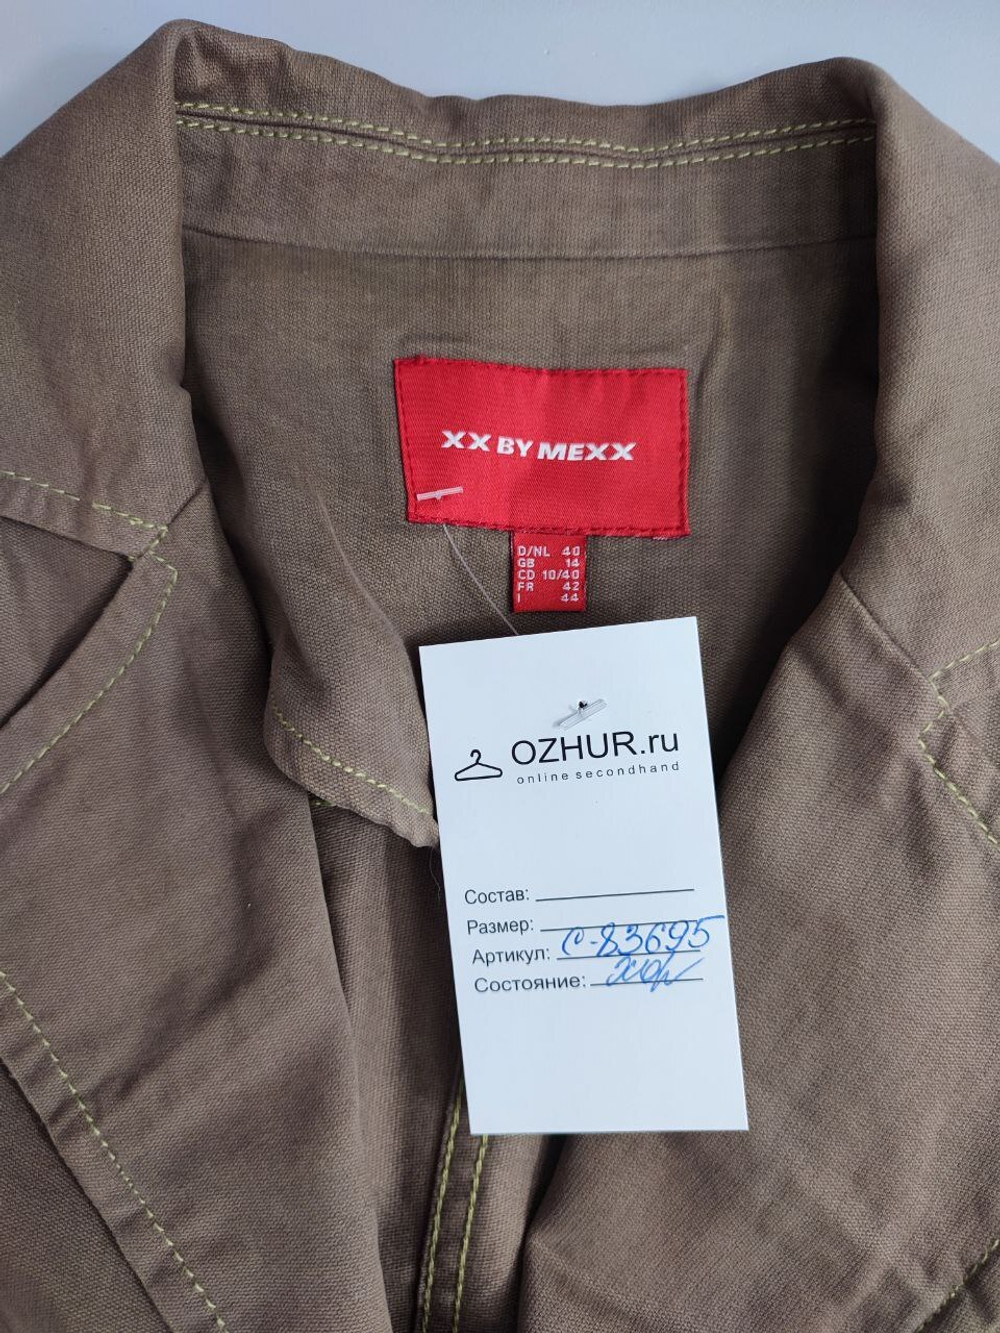 XX BY MEXX
D/NL 40
GB 14
CD 10/40
FR 42
I 44
OZHUR.ru
online secondhand
Состав:
Размер:
Артикул: С-83695
Состояние: хор